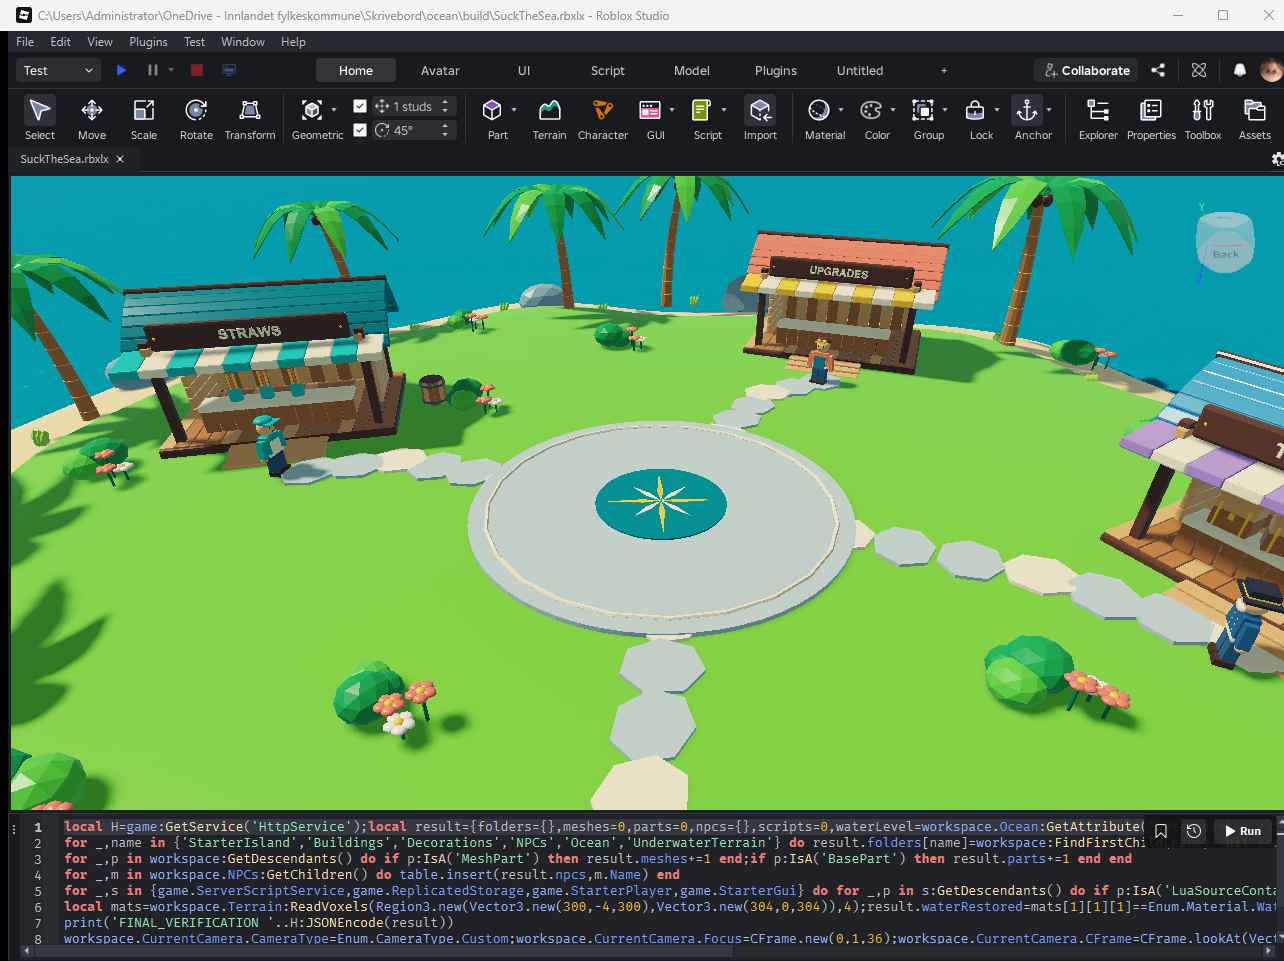 C:\Users\Administrator\OneDrive - Innlandet fylkeskommune\Skrivebord\ocean\build\SuckTheSea.rbxlx - Roblox Studio
File Edit View Plugins Test Window Help
Test Home Avatar UI Script Model Plugins Untitled + Collaborate
1 studs
45°
Select Move Scale Rotate Transform Geometric Part Terrain Character GUI Script Import Material Color Group Lock Anchor Explorer Properties Toolbox Assets
SuckTheSea.rbxlx
Y
UPGRADES
Back
Z
STRAWS
1 local H=game:GetService('HttpService');local result={folders={},meshes=0,parts=0,npcs={},scripts=0,waterLevel=workspace.Ocean:GetAttribute(
Run
2 for _,name in {'StarterIsland','Buildings','Decorations','NPCs','Ocean','UnderwaterTerrain'} do result.folders[name]=workspace:FindFirstChi
3 for _,p in workspace:GetDescendants() do if p:IsA('MeshPart') then result.meshes+=1 end;if p:IsA('BasePart') then result.parts+=1 end end
4 for _,m in workspace.NPCs:GetChildren() do table.insert(result.npcs,m.Name) end
5 for _,s in {game.ServerScriptService,game.ReplicatedStorage,game.StarterPlayer,game.StarterGui} do for _,p in s:GetDescendants() do if p:IsA('LuaSourceConta
6 local mats=workspace.Terrain:ReadVoxels(Region3.new(Vector3.new(300,-4,300),Vector3.new(304,0,304)),4);result.waterRestored=mats[1][1][1]==Enum.Material.Wat
7 print('FINAL_VERIFICATION '..H:JSONEncode(result))
8 workspace.CurrentCamera.CameraType=Enum.CameraType.Custom;workspace.CurrentCamera.Focus=CFrame.new(0,1,36);workspace.CurrentCamera.CFrame=CFrame.lookAt(Vect